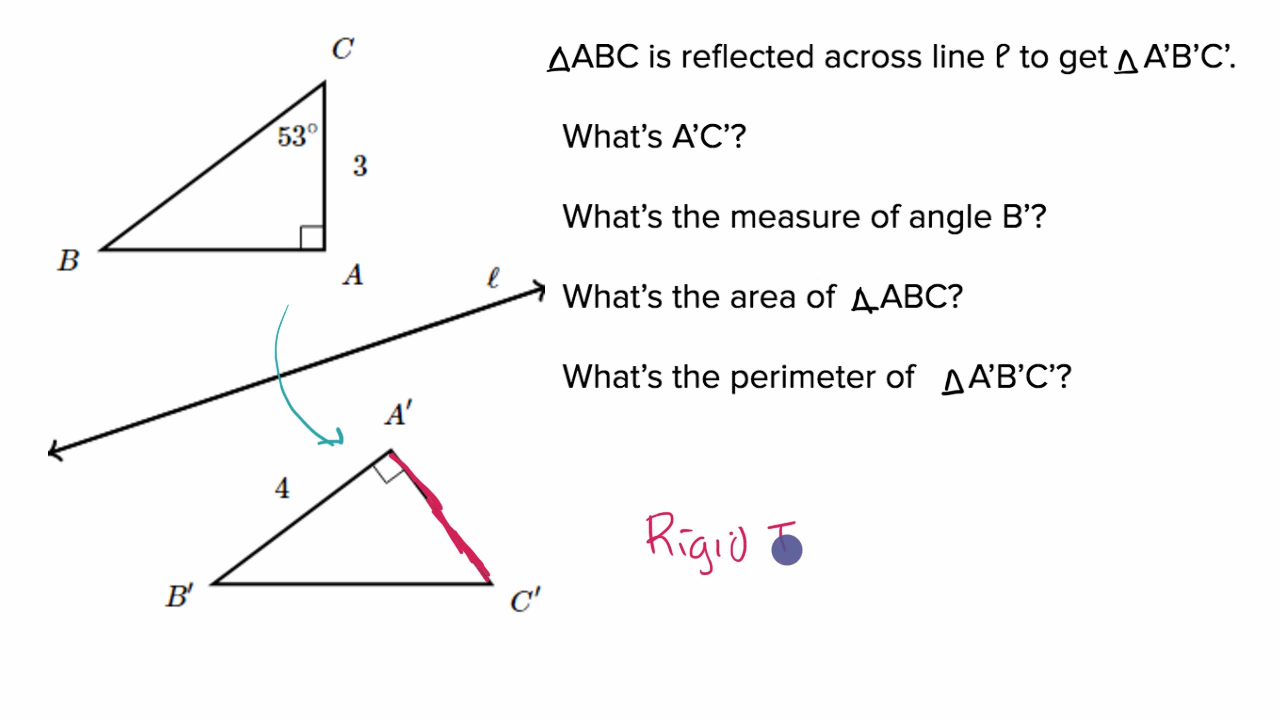 C
ΔABC is reflected across line ℓ to get Δ A'B'C'.
53°
What's A'C'?
3
What's the measure of angle B'?
B
A
ℓ
What's the area of ΔABC?
What's the perimeter of ΔA'B'C'?
A'
4
Rigid T
B'
C'